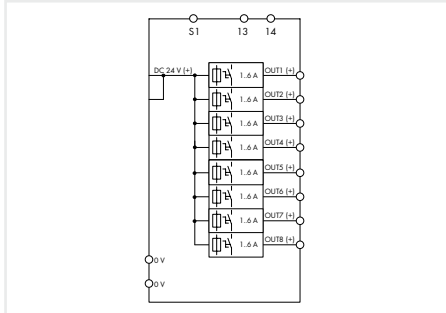 S1 13 14
DC 24 V (+)
1..6 A OUT1 (+)
1..6 A OUT2 (+)
1..6 A OUT3 (+)
1..6 A OUT4 (+)
1..6 A OUT5 (+)
1..6 A OUT6 (+)
1..6 A OUT7 (+)
1..6 A OUT8 (+)
0 V
0 V